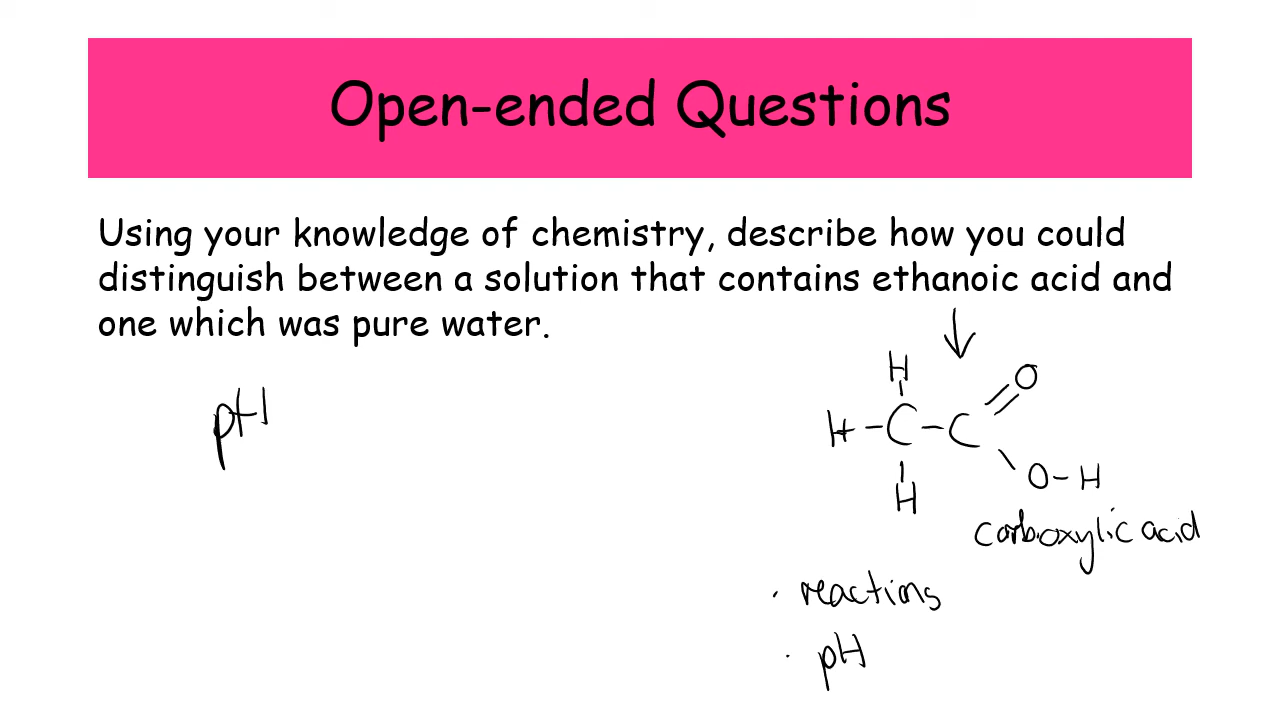 Open-ended Questions
Using your knowledge of chemistry, describe how you could
distinguish between a solution that contains ethanoic acid and
one which was pure water.
pH
H
O
H - C - C
H
O - H
carboxylic acid
· reactions
· pH